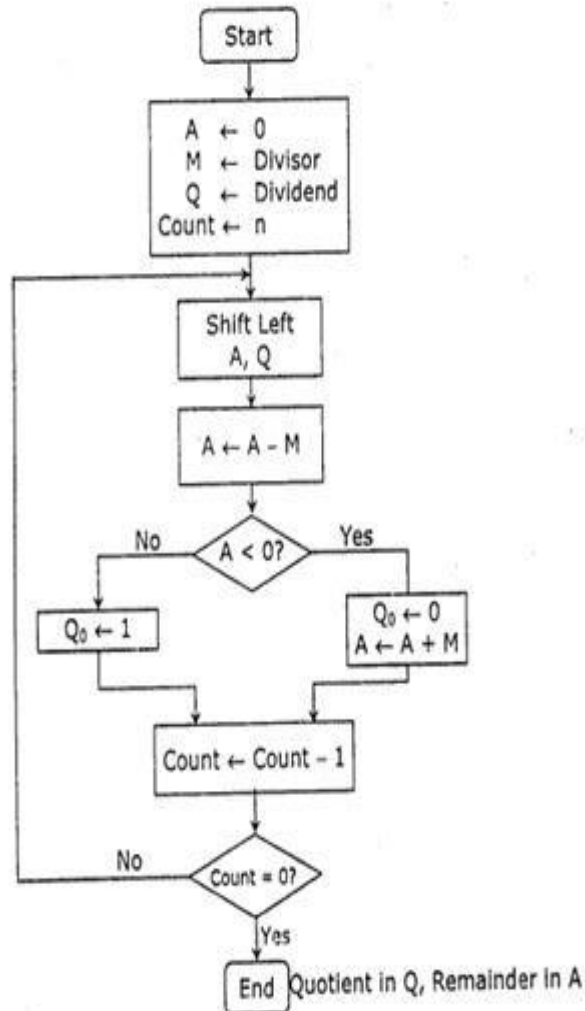 Start
A ← 0
M ← Divisor
Q ← Dividend
Count ← n
Shift Left
A, Q
A ← A – M
A < 0?
No
Yes
Q₀ ← 1
Q₀ ← 0
A ← A + M
Count ← Count – 1
Count = 0?
No
Yes
End
Quotient in Q, Remainder in A